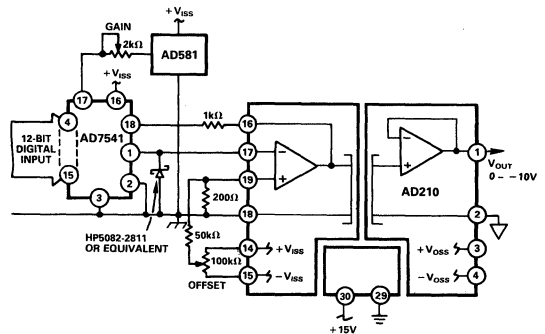 + VISS
GAIN
2kΩ
AD581
+ VISS
17
16
4
18
1kΩ
16
12-BIT
DIGITAL
INPUT
AD7541
1
17
−
+
−
+
1
VOUT
0 – –10V
15
2
19
AD210
3
200Ω
18
2
HP5082-2811
OR EQUIVALENT
50kΩ
100kΩ
OFFSET
14
+ VISS
15
– VISS
+ VOSS
3
– VOSS
4
30
29
+15V